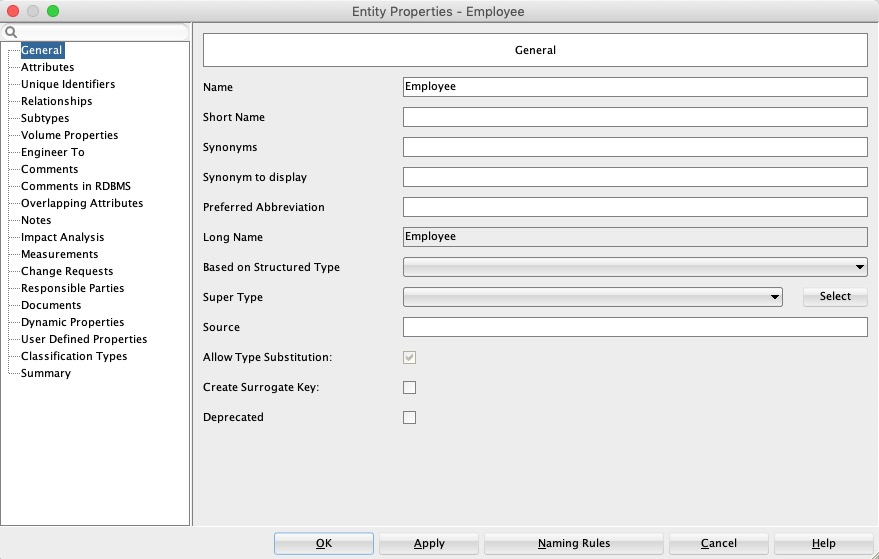 Entity Properties - Employee
General
Attributes
Unique Identifiers
Relationships
Subtypes
Volume Properties
Engineer To
Comments
Comments in RDBMS
Overlapping Attributes
Notes
Impact Analysis
Measurements
Change Requests
Responsible Parties
Documents
Dynamic Properties
User Defined Properties
Classification Types
Summary
General
Name Employee
Short Name
Synonyms
Synonym to display
Preferred Abbreviation
Long Name Employee
Based on Structured Type
Super Type Select
Source
Allow Type Substitution:
Create Surrogate Key:
Deprecated
OK Apply Naming Rules Cancel Help